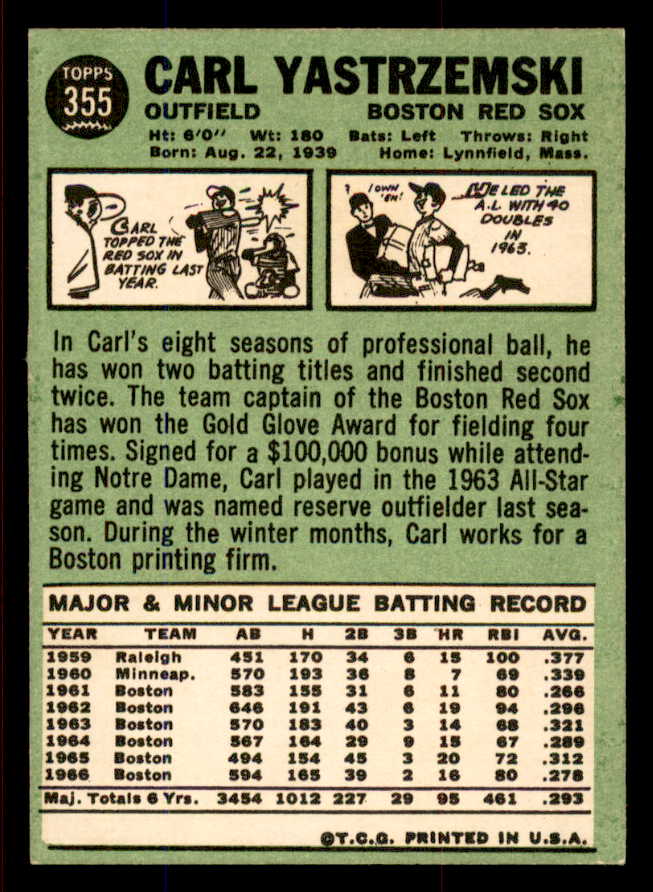 TOPPS
355
CARL YASTRZEMSKI
OUTFIELD BOSTON RED SOX
Ht: 6'0" Wt: 180 Bats: Left Throws: Right
Born: Aug. 22, 1939 Home: Lynnfield, Mass.
CARL
TOPPED THE
RED SOX IN
BATTING LAST
YEAR.
?
I OWN
'EM!
HE LED THE
A.L WITH 40
DOUBLES
IN
1963.
2B
In Carl's eight seasons of professional ball, he
has won two batting titles and finished second
twice. The team captain of the Boston Red Sox
has won the Gold Glove Award for fielding four
times. Signed for a $100,000 bonus while attend-
ing Notre Dame, Carl played in the 1963 All-Star
game and was named reserve outfielder last sea-
son. During the winter months, Carl works for a
Boston printing firm.
MAJOR & MINOR LEAGUE BATTING RECORD
YEAR TEAM AB H 2B 3B HR RBI AVG.
1959 Raleigh 451 170 34 6 15 100 .377
1960 Minneap. 570 193 36 8 7 69 .339
1961 Boston 583 155 31 6 11 80 .266
1962 Boston 646 191 43 6 19 94 .296
1963 Boston 570 183 40 3 14 68 .321
1964 Boston 567 164 29 9 15 67 .289
1965 Boston 494 154 45 3 20 72 .312
1966 Boston 594 165 39 2 16 80 .278
Maj. Totals 6 Yrs. 3454 1012 227 29 95 461 .293
©T.C.G. PRINTED IN U.S.A.